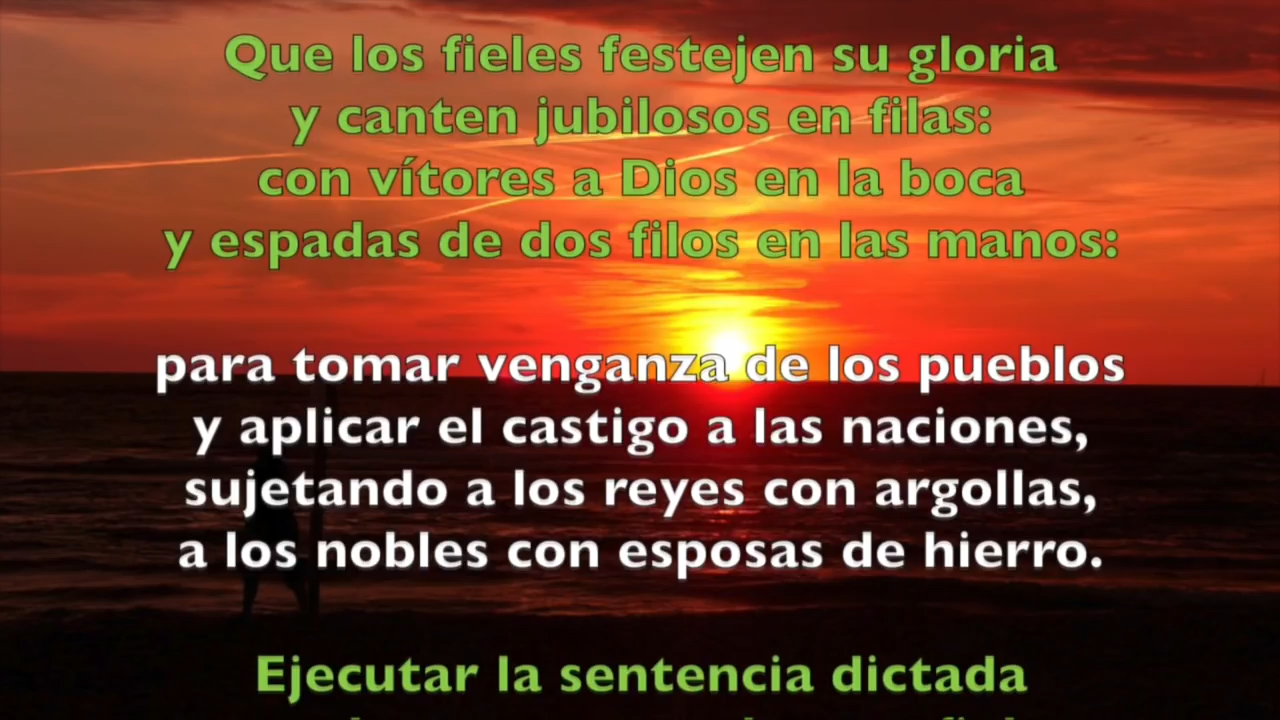 Que los fieles festejen su gloria
y canten jubilosos en filas:
con vítores a Dios en la boca
y espadas de dos filos en las manos:
para tomar venganza de los pueblos
y aplicar el castigo a las naciones,
sujetando a los reyes con argollas,
a los nobles con esposas de hierro.
Ejecutar la sentencia dictada